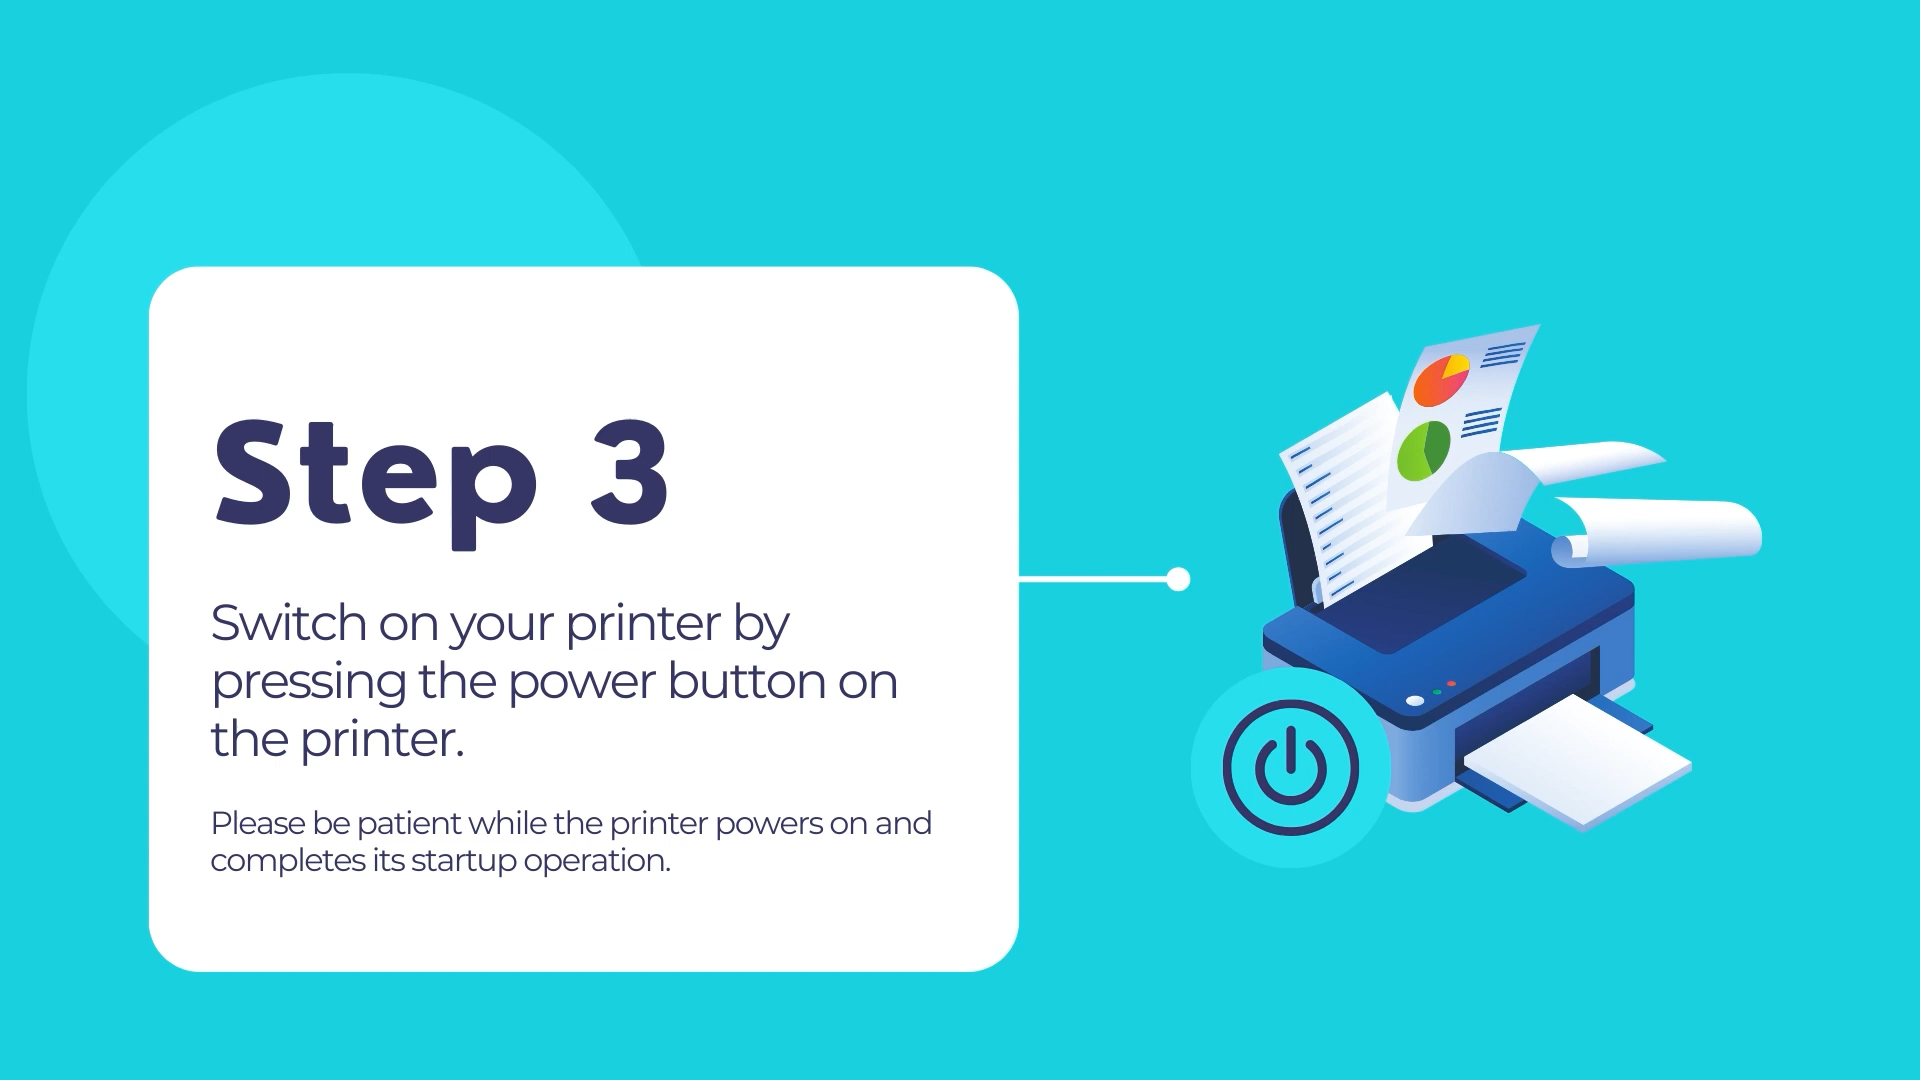 Step 3
Switch on your printer by
pressing the power button on
the printer.
Please be patient while the printer powers on and
completes its startup operation.